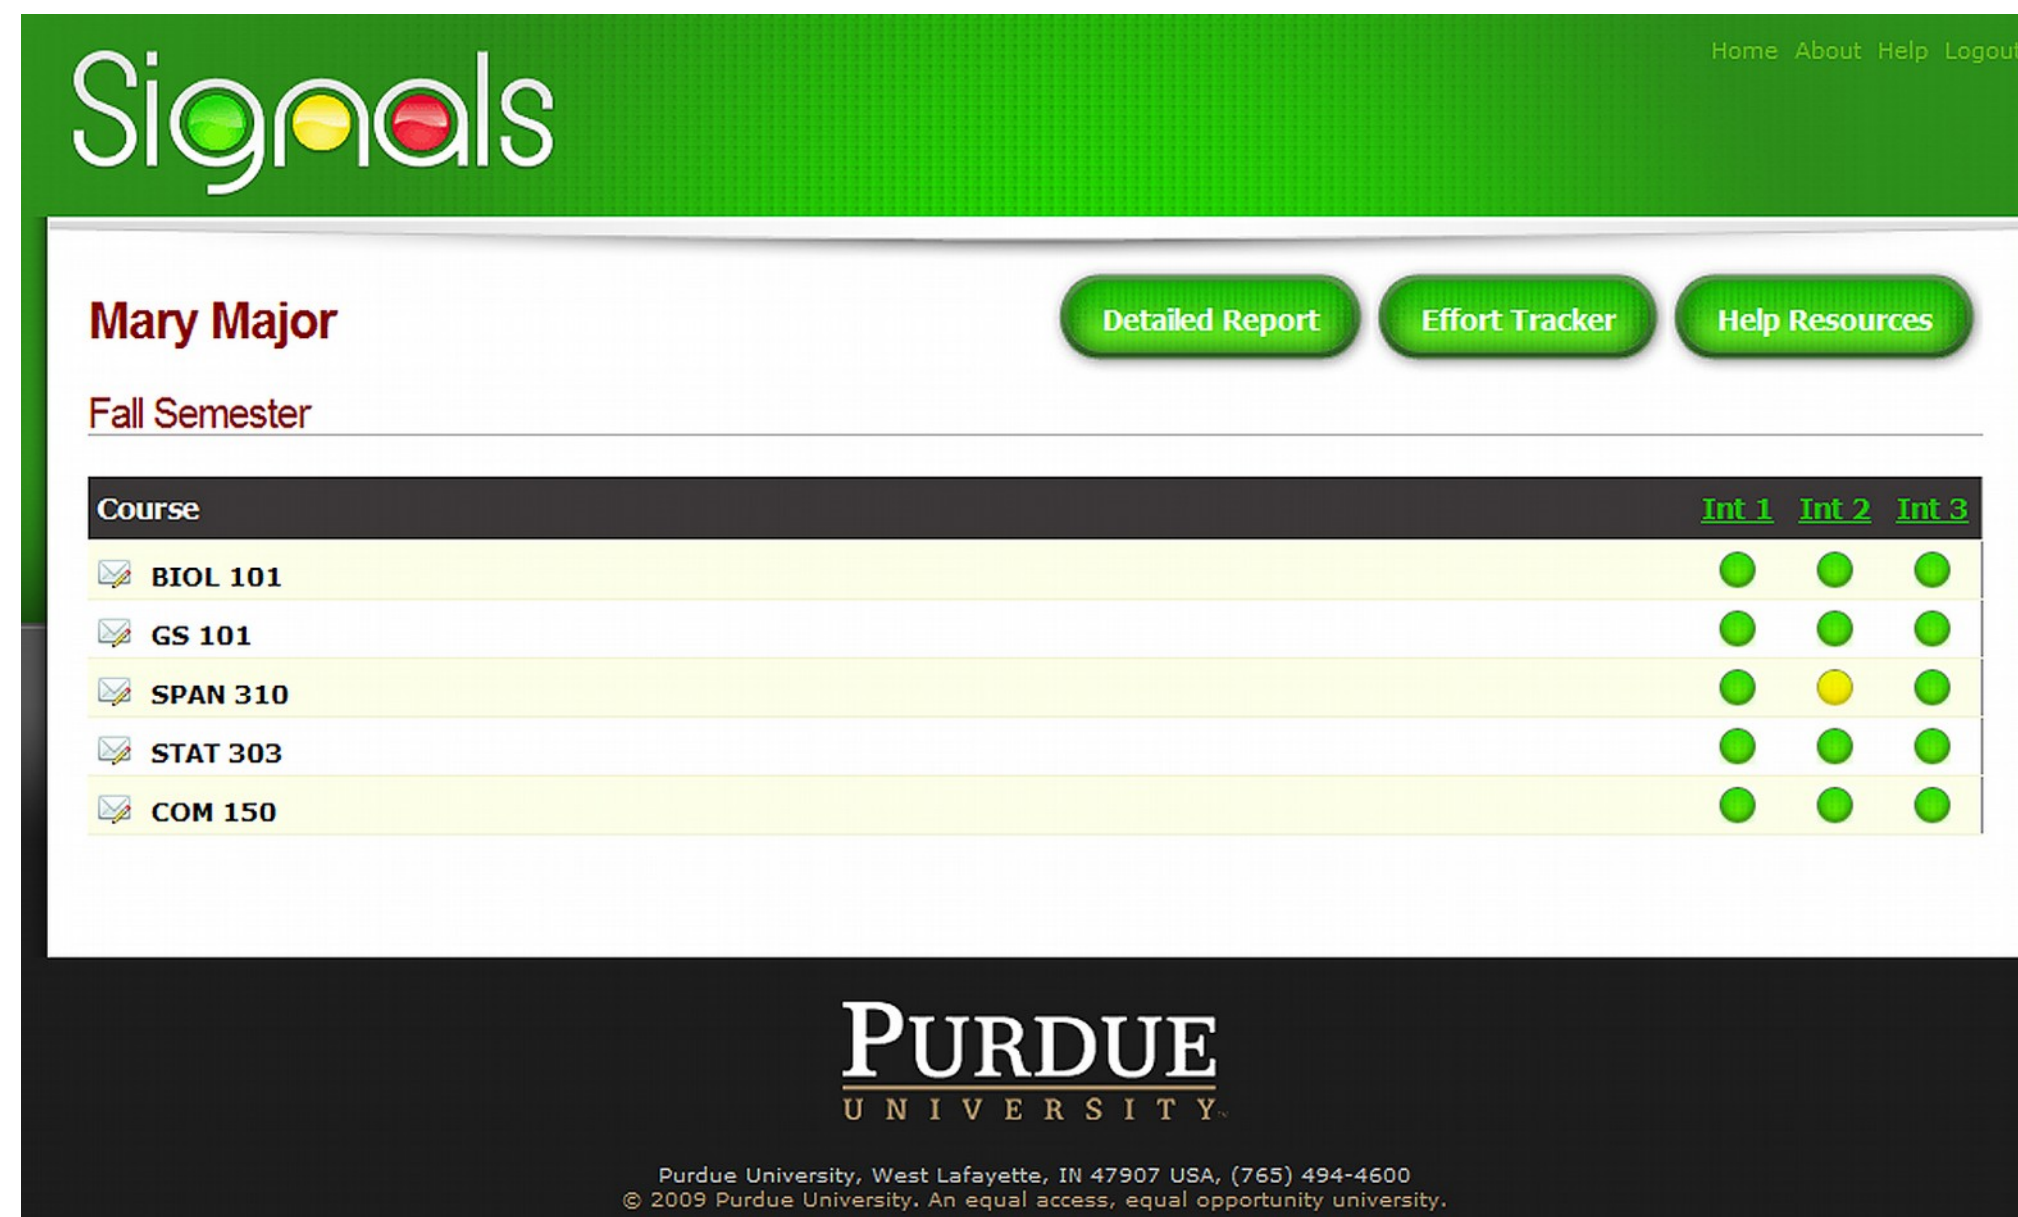 Signals
Home About Help Logout
Mary Major
Detailed Report Effort Tracker Help Resources
Fall Semester
Course Int 1 Int 2 Int 3
BIOL 101
GS 101
SPAN 310
STAT 303
COM 150
PURDUE
UNIVERSITY
Purdue University, West Lafayette, IN 47907 USA, (765) 494-4600
© 2009 Purdue University. An equal access, equal opportunity university.